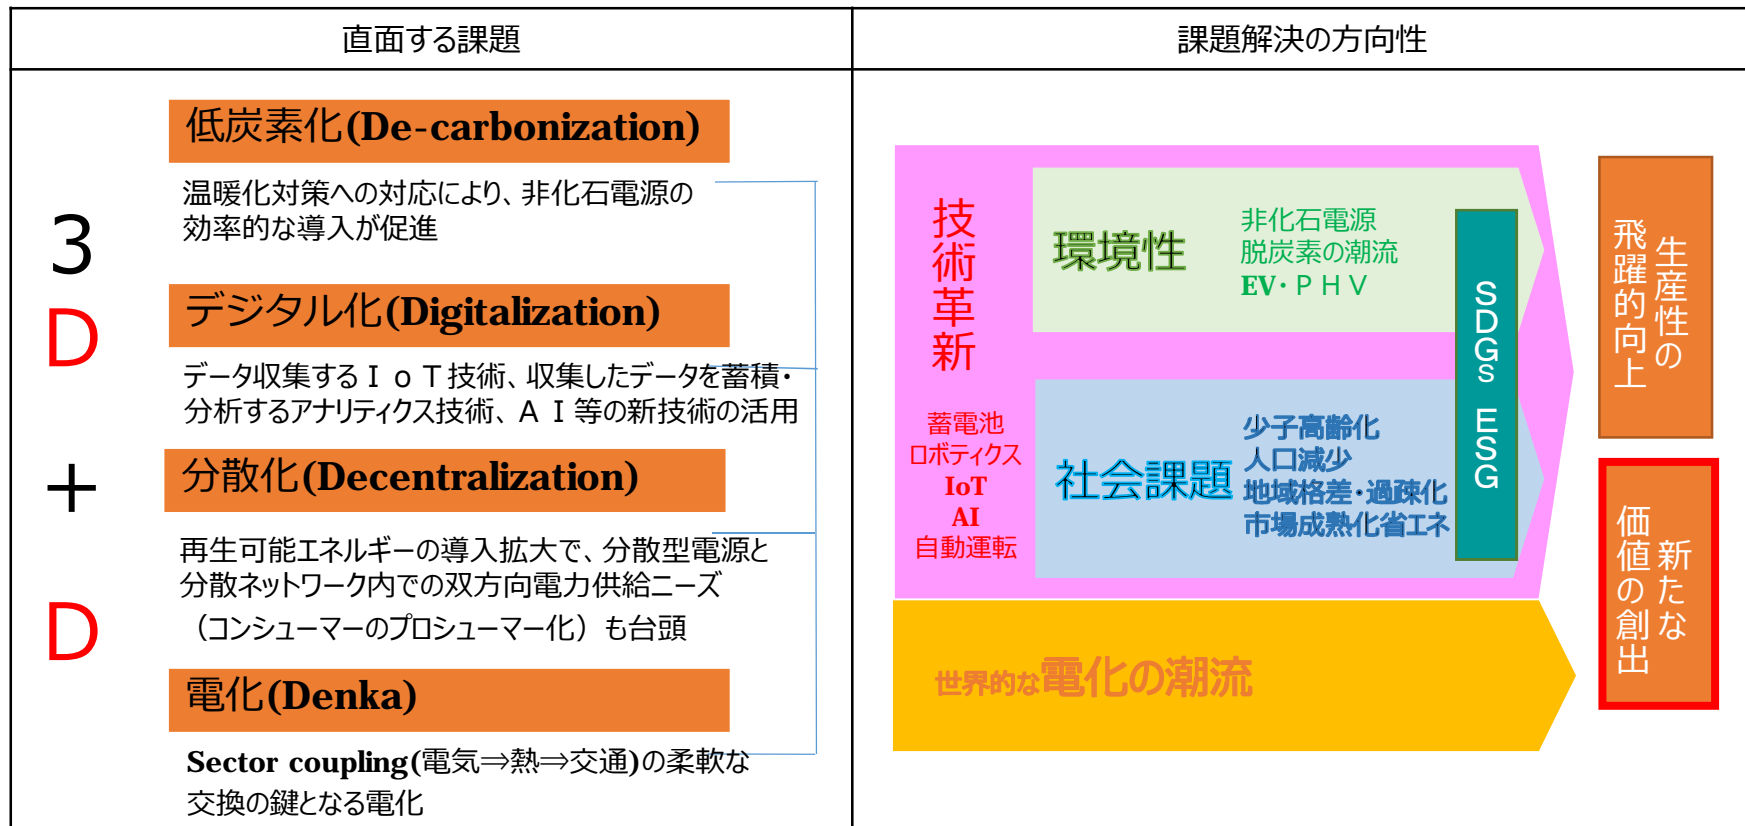 直面する課題
課題解決の方向性
3
D
+
D
低炭素化(De-carbonization)
温暖化対策への対応により、非化石電源の
効率的な導入が促進
デジタル化(Digitalization)
データ収集するＩｏＴ技術、収集したデータを蓄積・
分析するアナリティクス技術、ＡＩ等の新技術の活用
分散化(Decentralization)
再生可能エネルギーの導入拡大で、分散型電源と
分散ネットワーク内での双方向電力供給ニーズ
（コンシューマーのプロシューマー化）も台頭
電化(Denka)
Sector coupling(電気⇒熱⇒交通)の柔軟な
交換の鍵となる電化
技術革新
蓄電池
ロボティクス
IoT
AI
自動運転
環境性
非化石電源
脱炭素の潮流
EV・ＰＨＶ
社会課題
少子高齢化
人口減少
地域格差・過疎化
市場成熟化省エネ
SDGs ESG
世界的な電化の潮流
生産性の
飛躍的向上
新たな
価値の創出